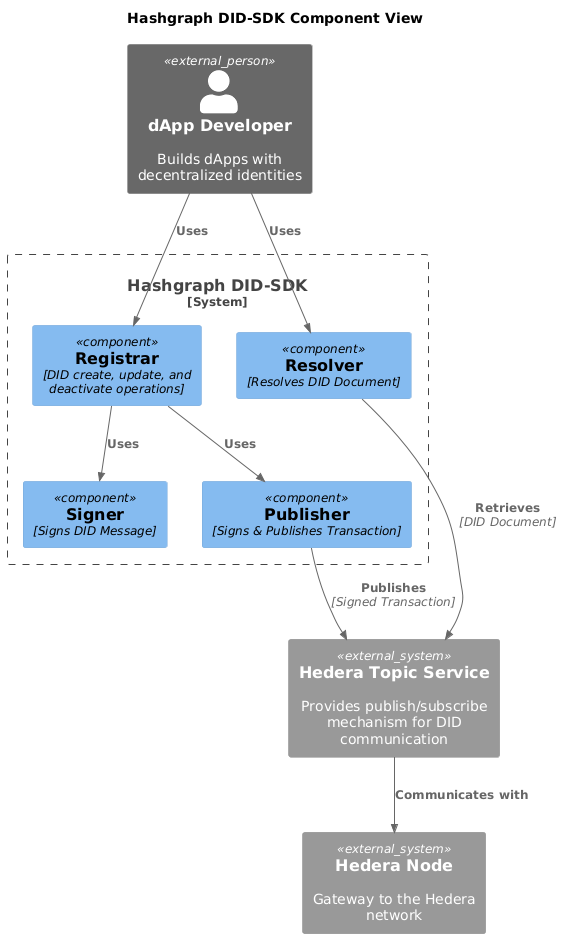 Hashgraph DID-SDK Component View
«external_person»
dApp Developer
Builds dApps with
decentralized identities
Uses
Uses
Hashgraph DID-SDK
[System]
«component»
Registrar
[DID create, update, and
deactivate operations]
«component»
Resolver
[Resolves DID Document]
Uses
Uses
«component»
Signer
[Signs DID Message]
«component»
Publisher
[Signs & Publishes Transaction]
Retrieves
[DID Document]
Publishes
[Signed Transaction]
«external_system»
Hedera Topic Service
Provides publish/subscribe
mechanism for DID
communication
Communicates with
«external_system»
Hedera Node
Gateway to the Hedera
network